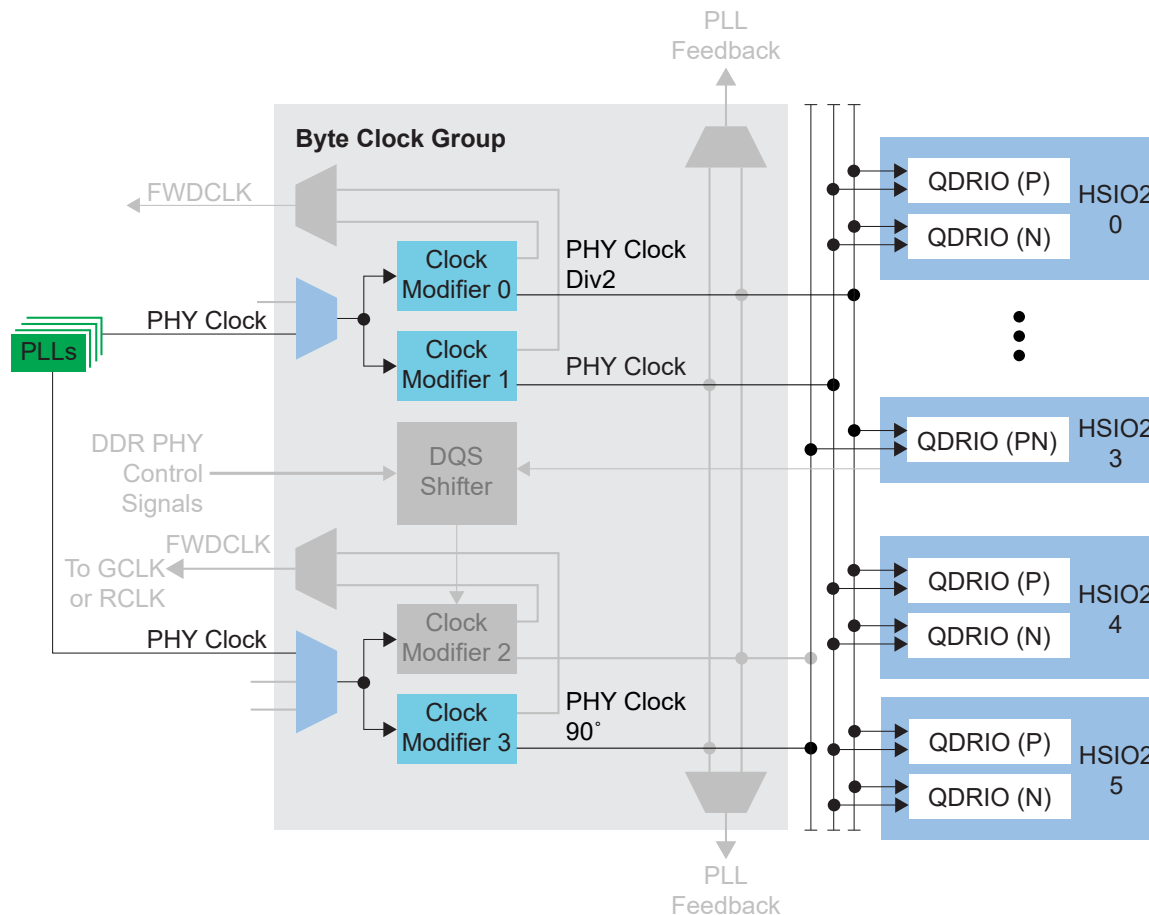 PLL
Feedback
Byte Clock Group
FWDCLK
Clock
Modifier 0
PHY Clock
Div2
PHY Clock
PLLs
Clock
Modifier 1
PHY Clock
DDR PHY
Control
Signals
DQS
Shifter
FWDCLK
To GCLK
or RCLK
PHY Clock
Clock
Modifier 2
Clock
Modifier 3
PHY Clock
90˚
PLL
Feedback
QDRIO (P)
QDRIO (N)
HSIO2
0
QDRIO (PN)
HSIO2
3
QDRIO (P)
QDRIO (N)
HSIO2
4
QDRIO (P)
QDRIO (N)
HSIO2
5